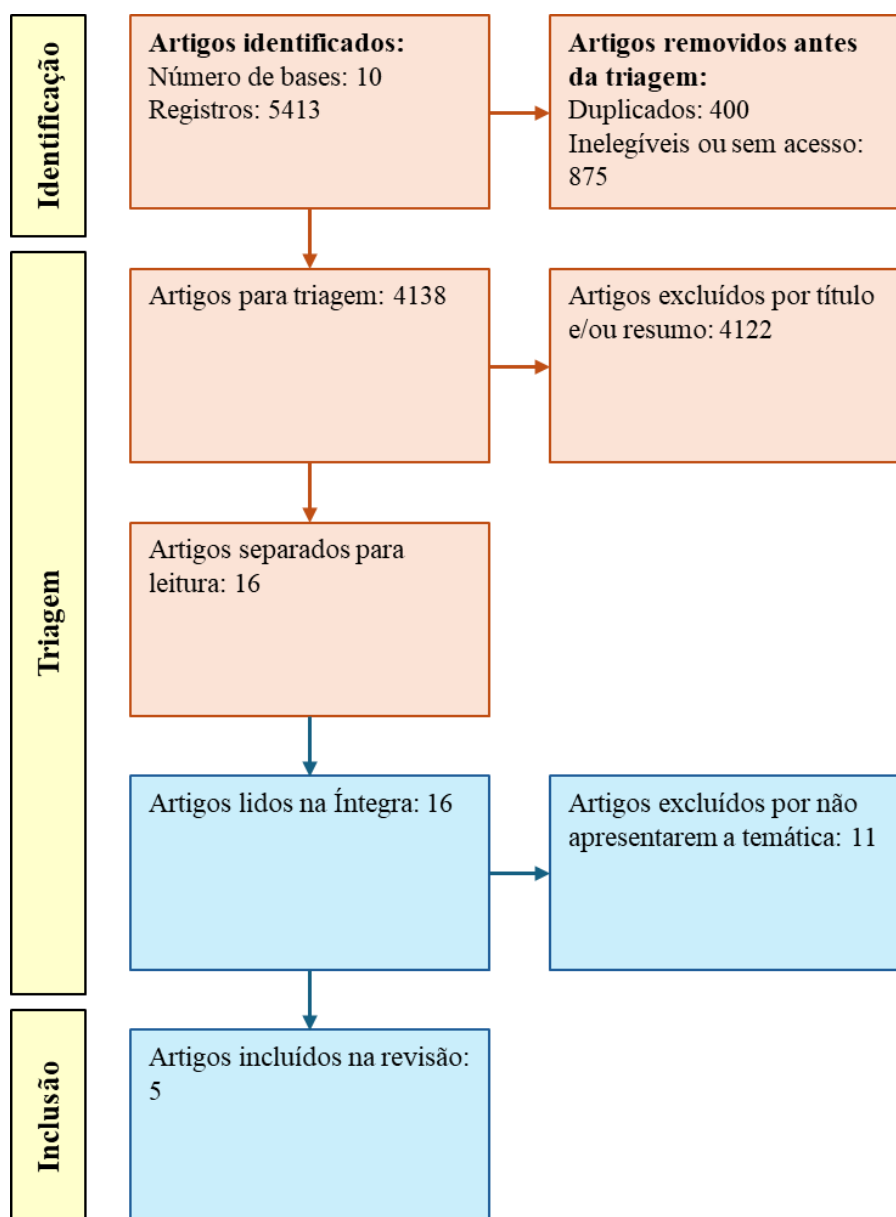 Identificação
Artigos identificados:
Número de bases: 10
Registros: 5413
Artigos removidos antes
da triagem:
Duplicados: 400
Inelegíveis ou sem acesso:
875
Triagem
Artigos para triagem: 4138
Artigos excluídos por título
e/ou resumo: 4122
Artigos separados para
leitura: 16
Artigos lidos na Íntegra: 16
Artigos excluídos por não
apresentarem a temática: 11
Inclusão
Artigos incluídos na revisão:
5